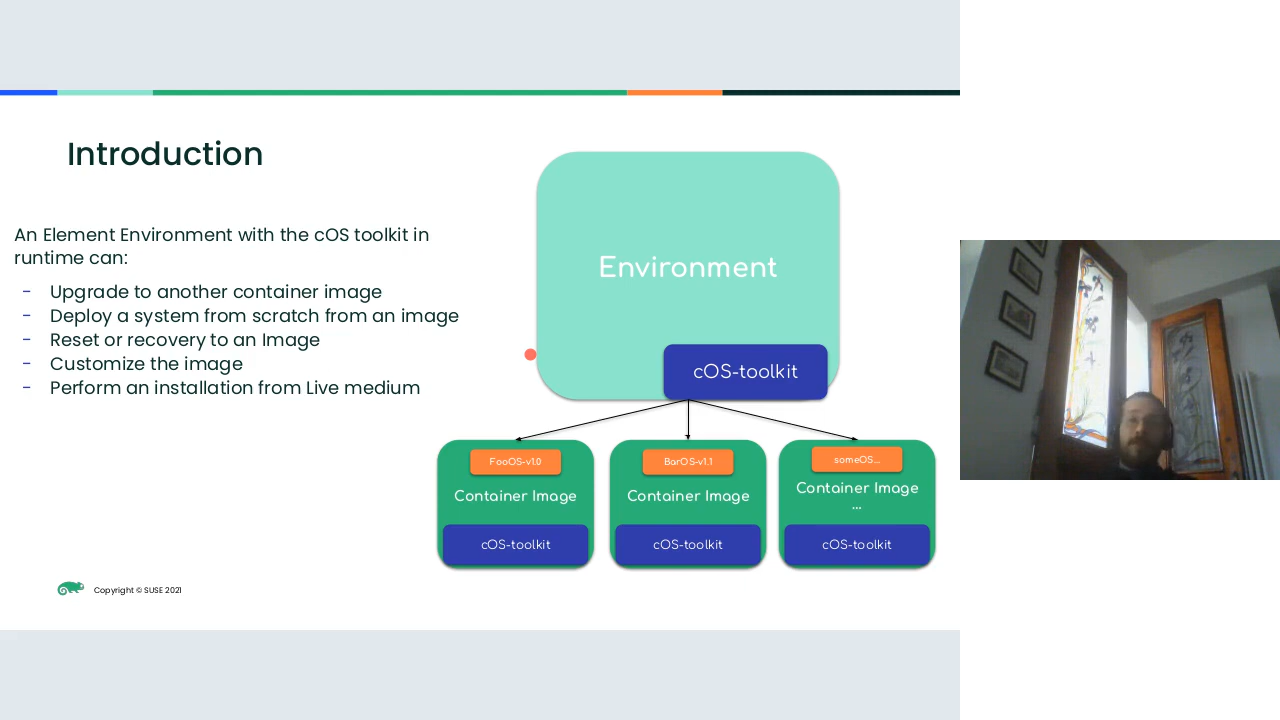 Introduction
An Element Environment with the cOS toolkit in
runtime can:
- Upgrade to another container image
- Deploy a system from scratch from an image
- Reset or recovery to an Image
- Customize the image
- Perform an installation from Live medium
Environment
cOS-toolkit
FooOS-v1.0
Container Image
cOS-toolkit
BarOS-v1.1
Container Image
cOS-toolkit
someOS...
Container Image
...
cOS-toolkit
Copyright © SUSE 2021